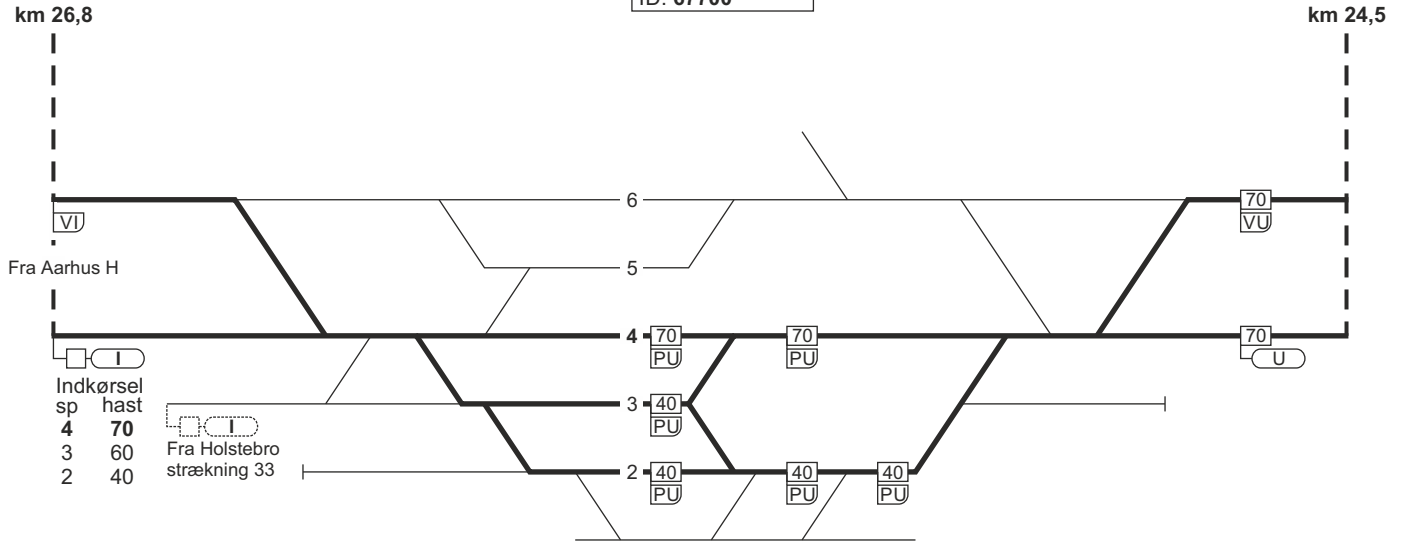 ID: 67700
km 26,8
km 24,5
6
70
VI
VU
Fra Aarhus H
5
4
70
70
70
PU
PU
U
I
Indkørsel
sp hast
4 70
3 60
2 40
3
40
PU
I
Fra Holstebro
strækning 33
2
40
40
40
PU
PU
PU